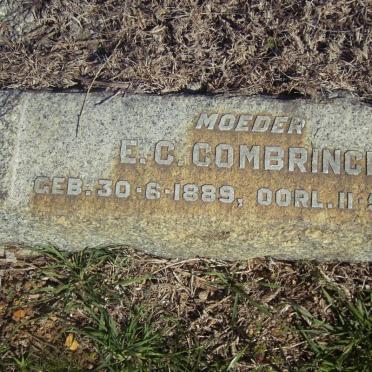 MOEDER
E. C. COMBRINC
GEB. 30·6·1889, OORL. 11·